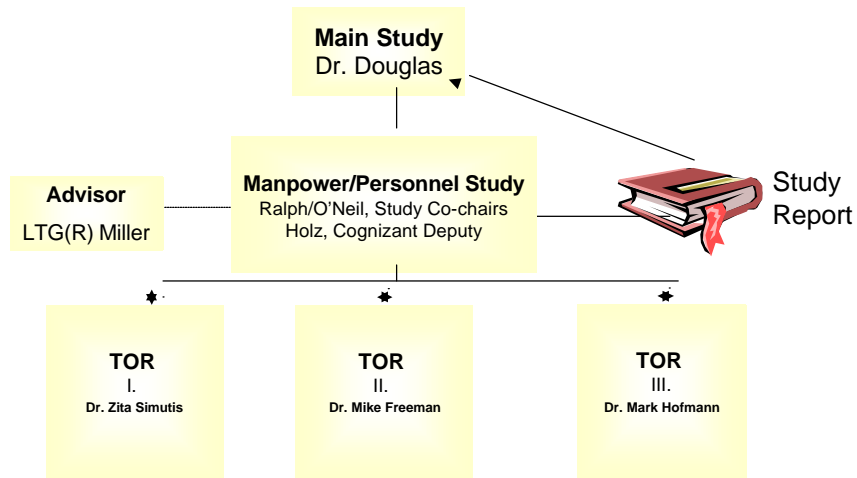 Main Study
Dr. Douglas
Advisor
LTG(R) Miller
Manpower/Personnel Study
Ralph/O'Neil, Study Co-chairs
Holz, Cognizant Deputy
Study
Report
TOR
I.
Dr. Zita Simutis
TOR
II.
Dr. Mike Freeman
TOR
III.
Dr. Mark Hofmann